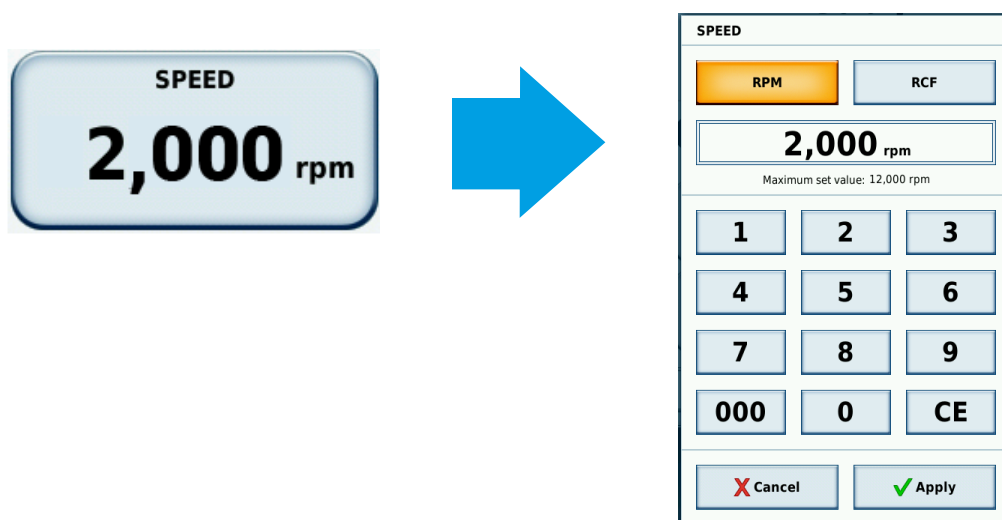 SPEED
2,000 rpm
SPEED
RPM RCF
2,000 rpm
Maximum set value: 12,000 rpm
1 2 3
4 5 6
7 8 9
000 0 CE
Cancel Apply